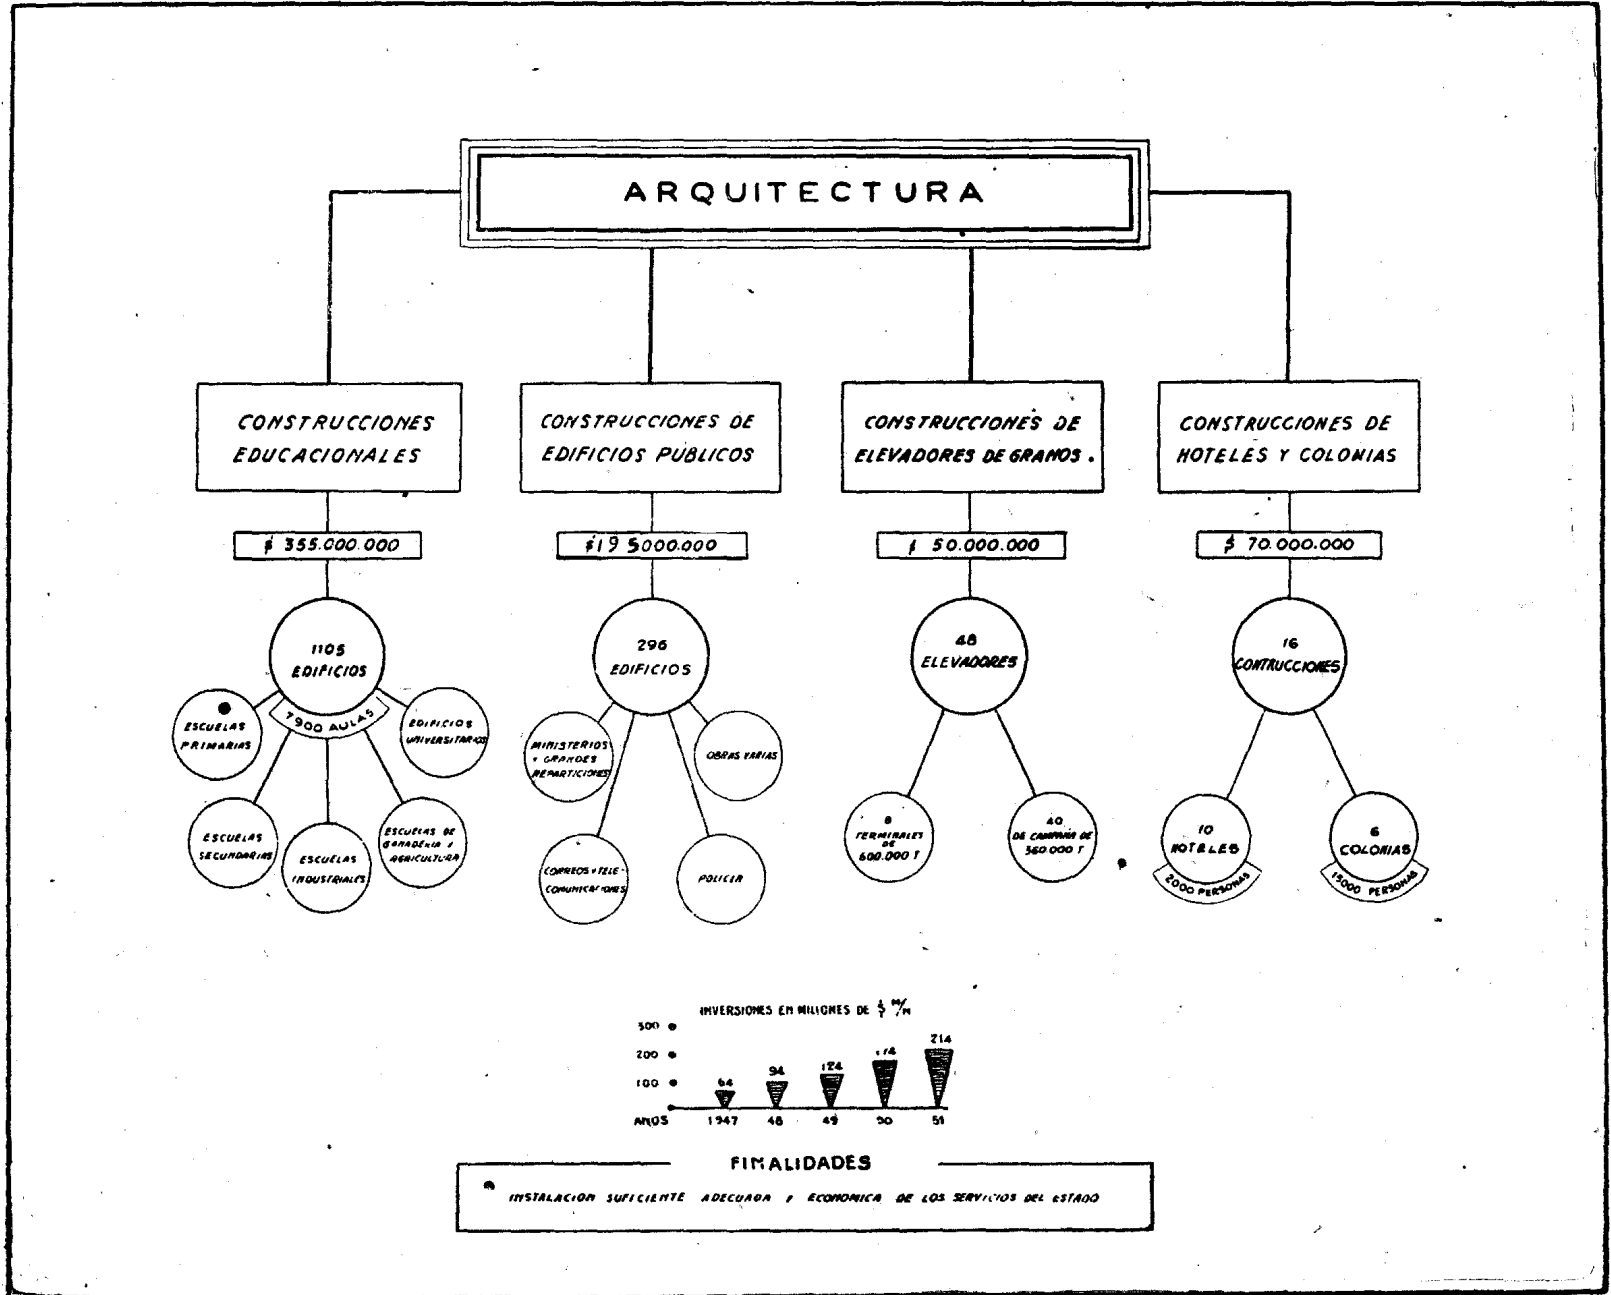 ARQUITECTURA
CONSTRUCCIONES
EDUCACIONALES
$ 355.000.000
1105
EDIFICIOS
7900 AULAS
ESCUELAS
PRIMARIAS
ESCUELAS
SECUNDARIAS
ESCUELAS
INDUSTRIALES
ESCUELAS DE
GANADERIA Y
AGRICULTURA
EDIFICIOS
UNIVERSITARIOS
CONSTRUCCIONES DE
EDIFICIOS PUBLICOS
$195000.000
296
EDIFICIOS
MINISTERIOS
Y GRANDES
REPARTICIONES
CORREOS Y TELE-
COMUNICACIONES
POLICIA
OBRAS VARIAS
CONSTRUCCIONES DE
ELEVADORES DE GRANOS.
$ 50.000.000
48
ELEVADORES
8
TERMINALES
DE
600.000 T
40
DE CAMPAÑA DE
360.000 T
CONSTRUCCIONES DE
HOTELES Y COLONIAS
$ 70.000.000
16
CONTRUCCIONES
10
HOTELES
2000 PERSONAS
6
COLONIAS
15000 PERSONAS
INVERSIONES EN MILLONES DE $ M/N
300
200
100
64
94
124
174
214
AÑOS 1947 48 49 50 51
FINALIDADES
INSTALACION SUFICIENTE ADECUADA Y ECONOMICA DE LOS SERVICIOS DEL ESTADO